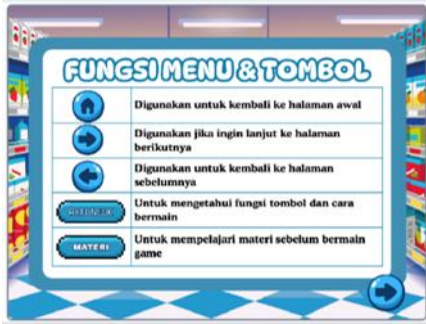 FUNGSI MENU & TOMBOL
Digunakan untuk kembali ke halaman awal
Digunakan jika ingin lanjut ke halaman
berikutnya
Digunakan untuk kembali ke halaman
sebelumnya
Untuk mengetahui fungsi tombol dan cara
bermain
MATERI
Untuk mempelajari materi sebelum bermain
game